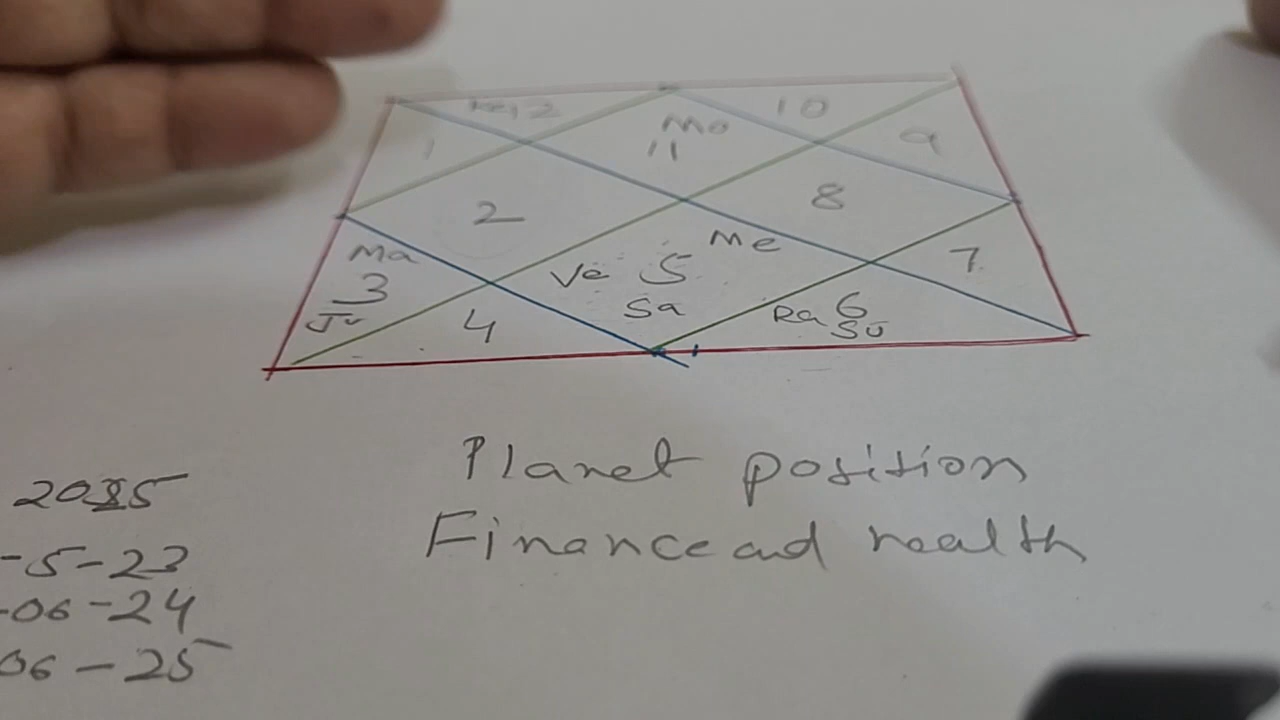 12 10
Mo
1 11 9
2 8
Me
Ma Ve 5 7
3 Sa
Ju 4 Ra 6
Su
Planet position
Finance and health
2025
-5-23
-06-24
06-25